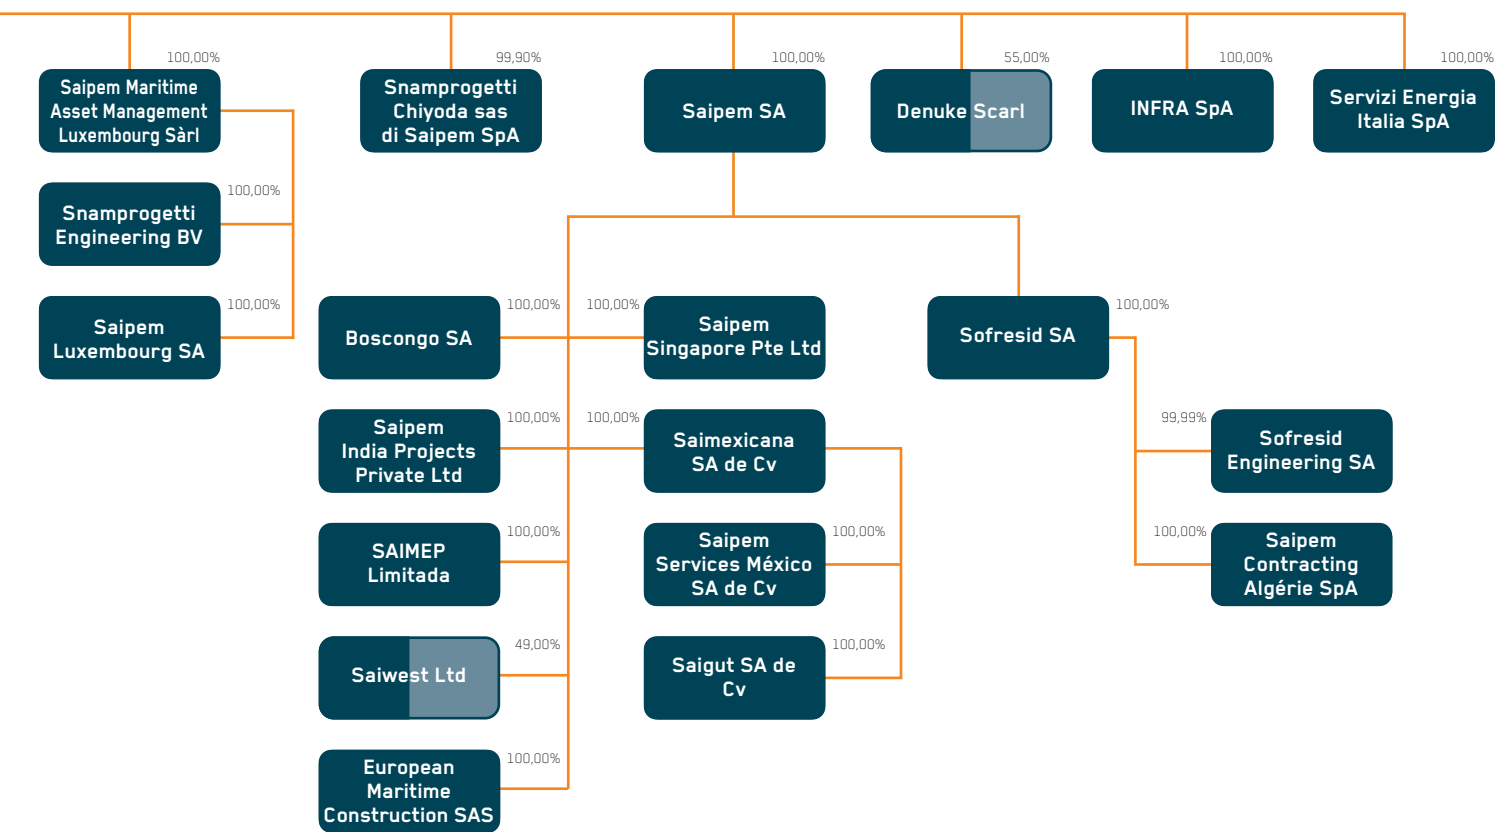 100,00%
99,90%
100,00%
55,00%
100,00%
100,00%
Saipem Maritime
Asset Management
Luxembourg Sàrl
Snamprogetti
Chiyoda sas
di Saipem SpA
Saipem SA
Denuke Scarl
INFRA SpA
Servizi Energia
Italia SpA
100,00%
Snamprogetti
Engineering BV
100,00%
Saipem
Luxembourg SA
100,00%
Boscongo SA
100,00%
Saipem
Singapore Pte Ltd
100,00%
Sofresid SA
100,00%
Saipem
India Projects
Private Ltd
100,00%
Saimexicana
SA de Cv
99,99%
Sofresid
Engineering SA
100,00%
SAIMEP
Limitada
100,00%
Saipem
Services México
SA de Cv
100,00%
Saipem
Contracting
Algérie SpA
49,00%
Saiwest Ltd
100,00%
Saigut SA de
Cv
100,00%
European
Maritime
Construction SAS